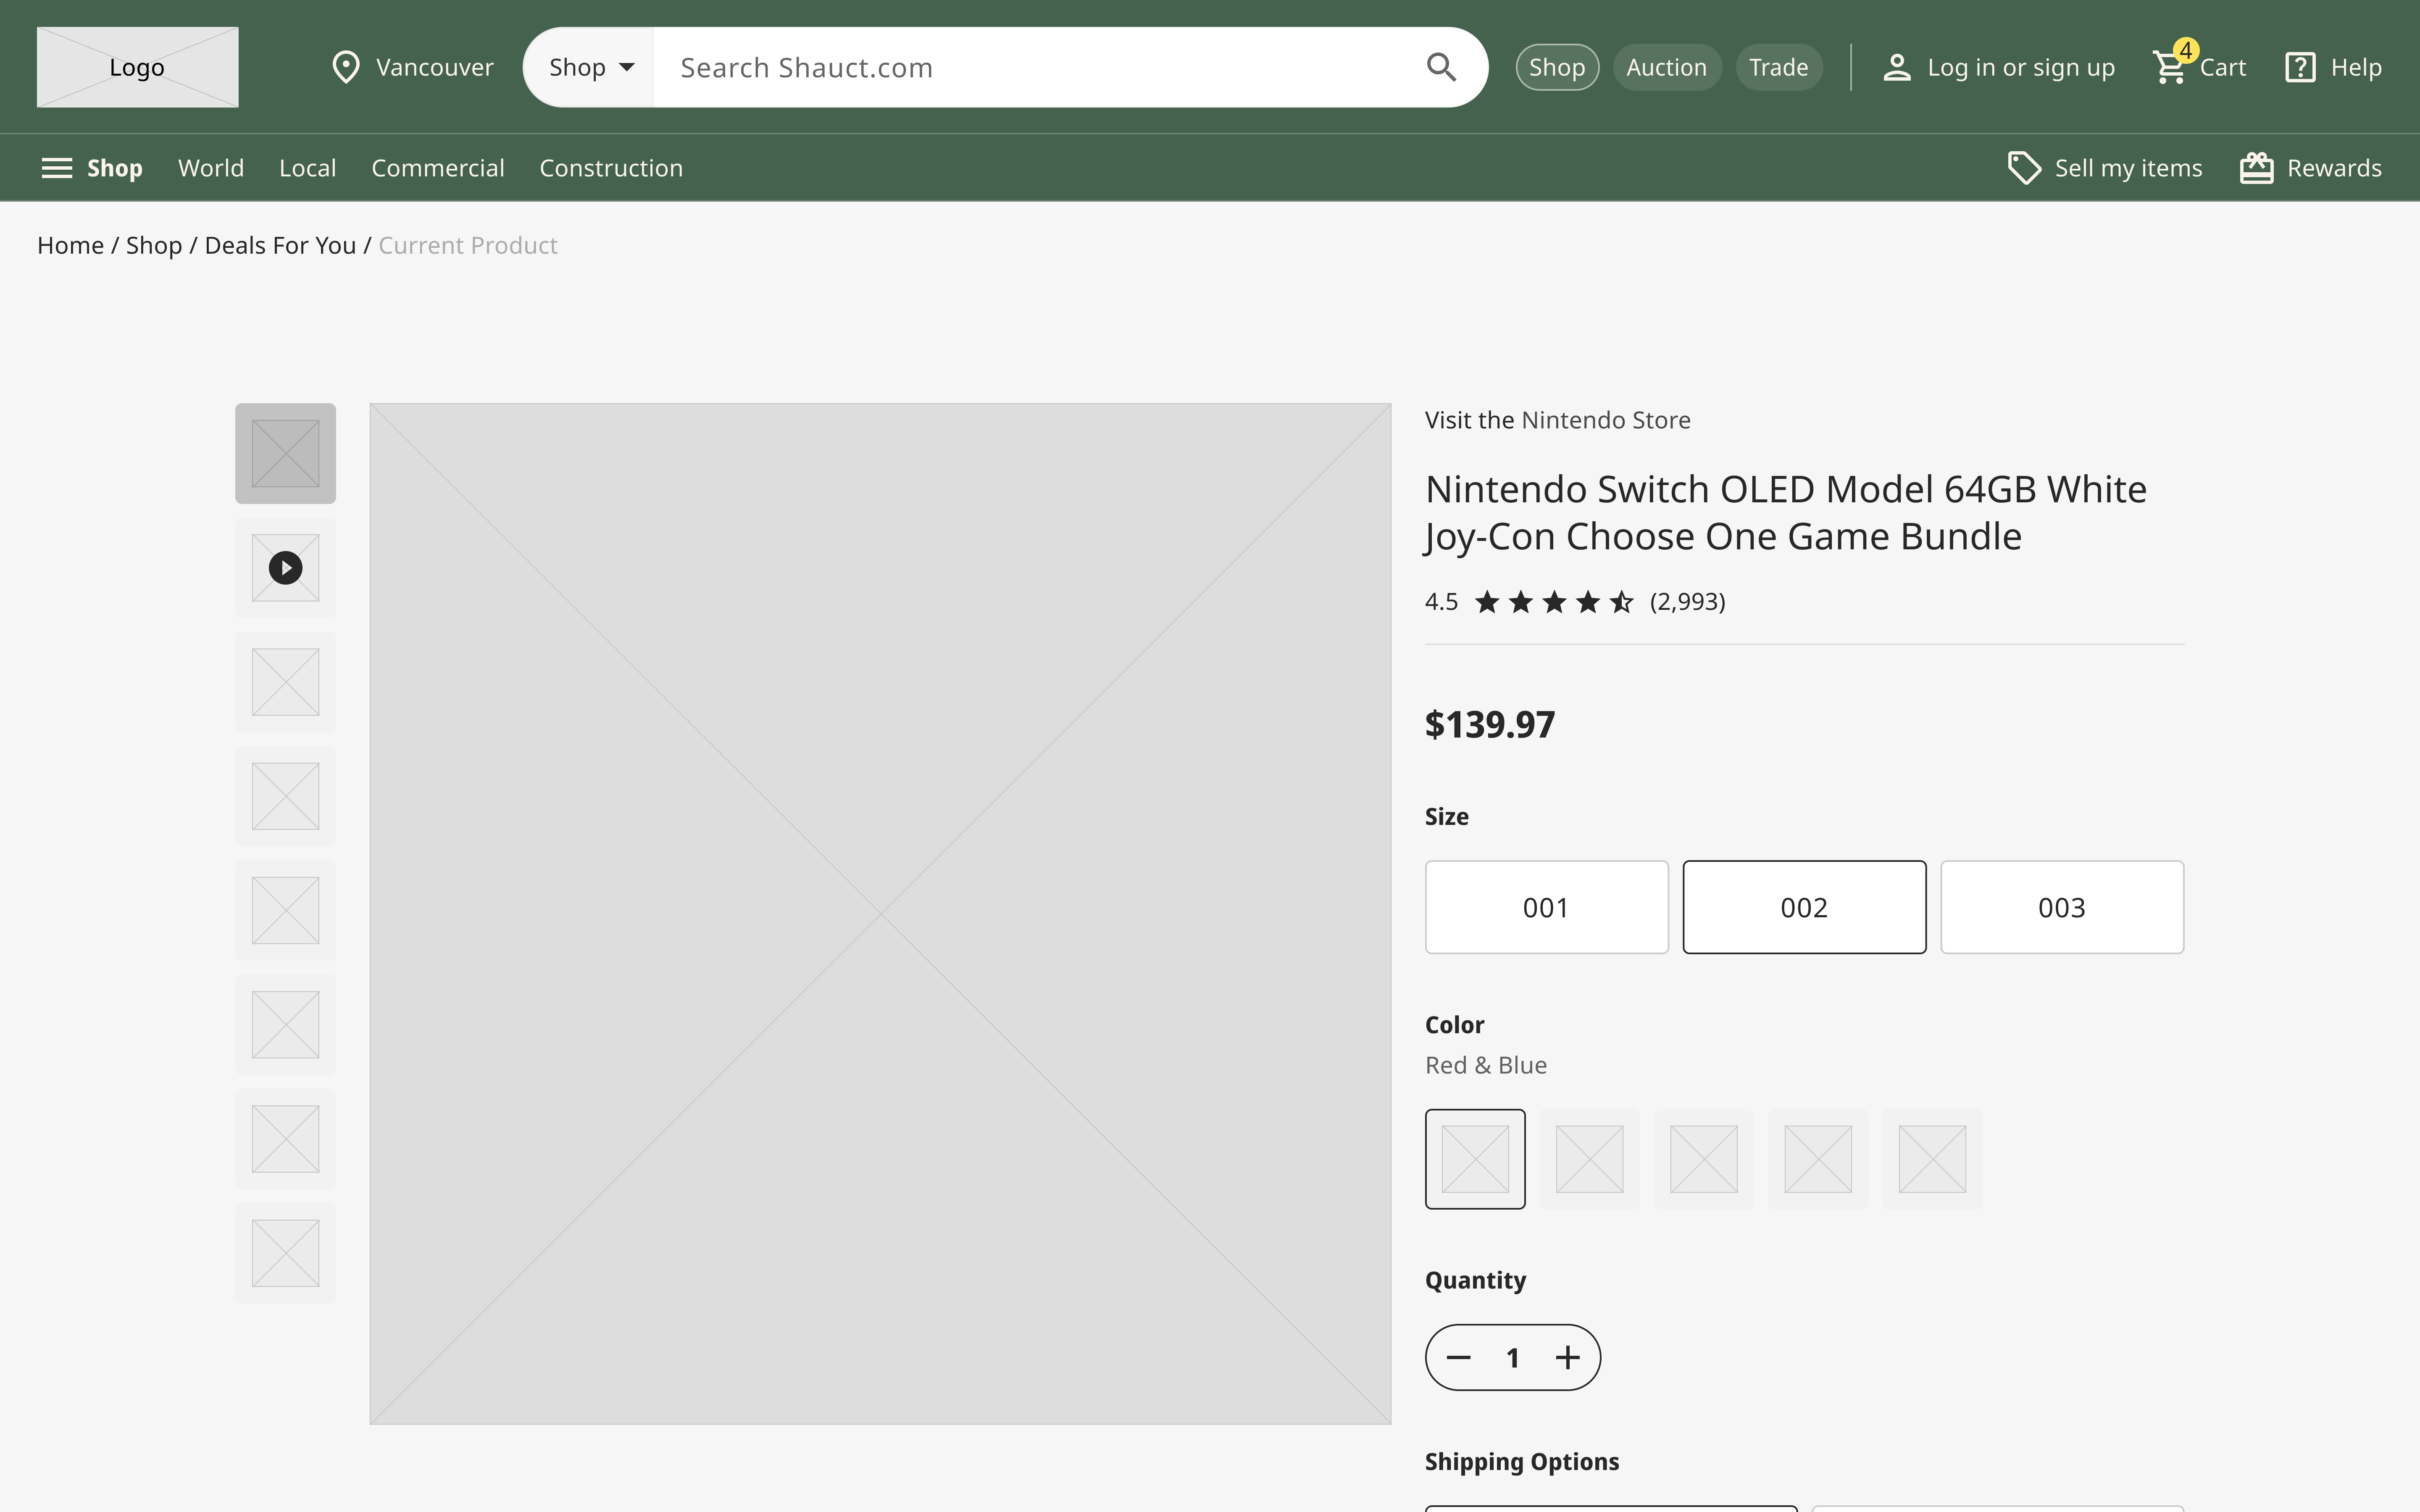 Logo
Vancouver
Shop
Search Shauct.com
Shop
Auction
Trade
Log in or sign up
4
Cart
Help
Shop
World
Local
Commercial
Construction
Sell my items
Rewards
Home / Shop / Deals For You / Current Product
Visit the Nintendo Store
Nintendo Switch OLED Model 64GB White
Joy-Con Choose One Game Bundle
4.5 (2,993)
$139.97
Size
001
002
003
Color
Red & Blue
Quantity
1
Shipping Options